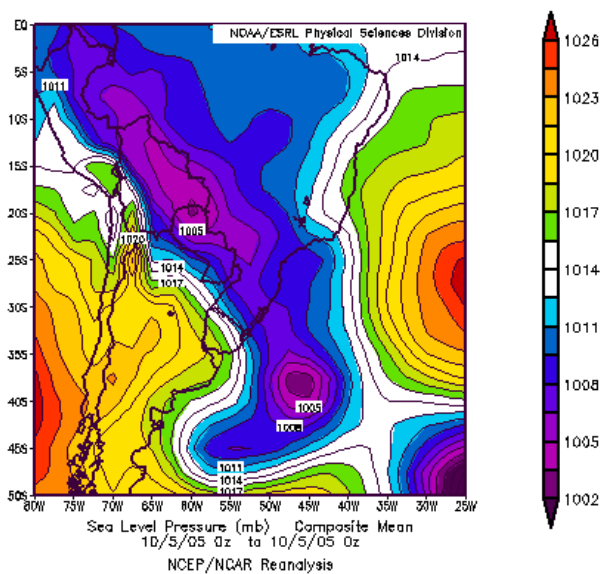 EQ
NOAA/ESRL Physical Sciences Division
1014
5S
1011
10S
15S
20S
1020
1005
25S
1014
1017
30S
35S
40S
1005
1008
45S
1011
1014
1017
50S
80W 75W 70W 65W 60W 55W 50W 45W 40W 35W 30W 25W
Sea Level Pressure (mb) Composite Mean
10/5/05 0z to 10/5/05 0z
NCEP/NCAR Reanalysis
1026
1023
1020
1017
1014
1011
1008
1005
1002